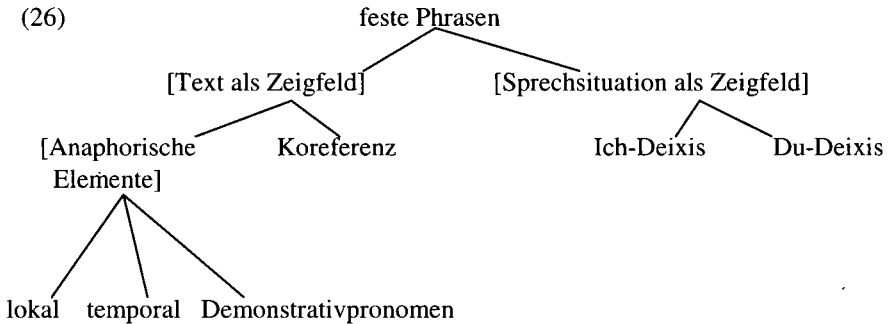 (26) feste Phrasen
[Text als Zeigfeld] [Sprechsituation als Zeigfeld]
[Anaphorische Koreferenz Ich-Deixis Du-Deixis
Elemente]
lokal temporal Demonstrativpronomen